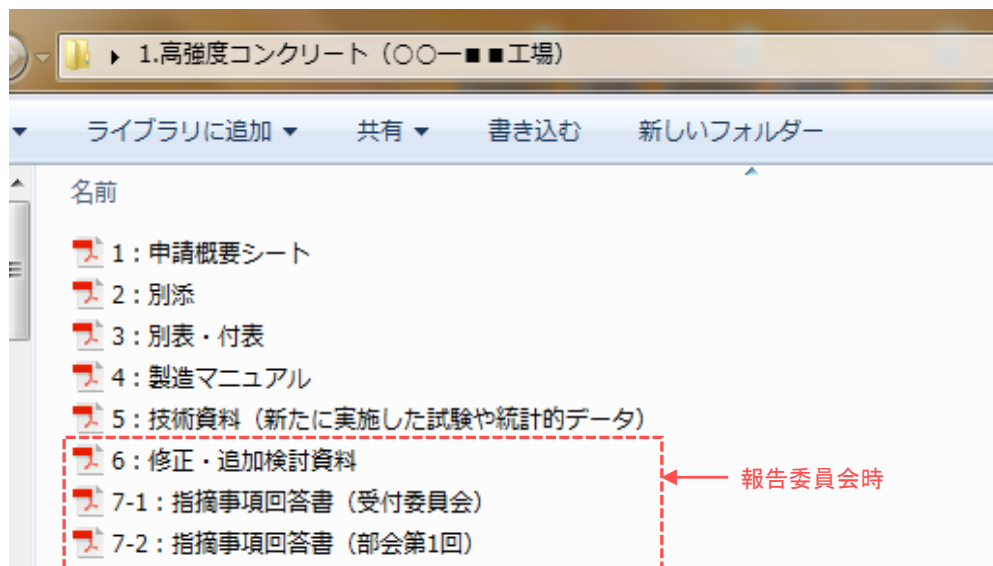 1.高強度コンクリート（○○ー■■工場）
ライブラリに追加 共有 書き込む 新しいフォルダー
名前
1：申請概要シート
2：別添
3：別表・付表
4：製造マニュアル
5：技術資料（新たに実施した試験や統計的データ）
6：修正・追加検討資料
報告委員会時
7-1：指摘事項回答書（受付委員会）
7-2：指摘事項回答書（部会第1回）